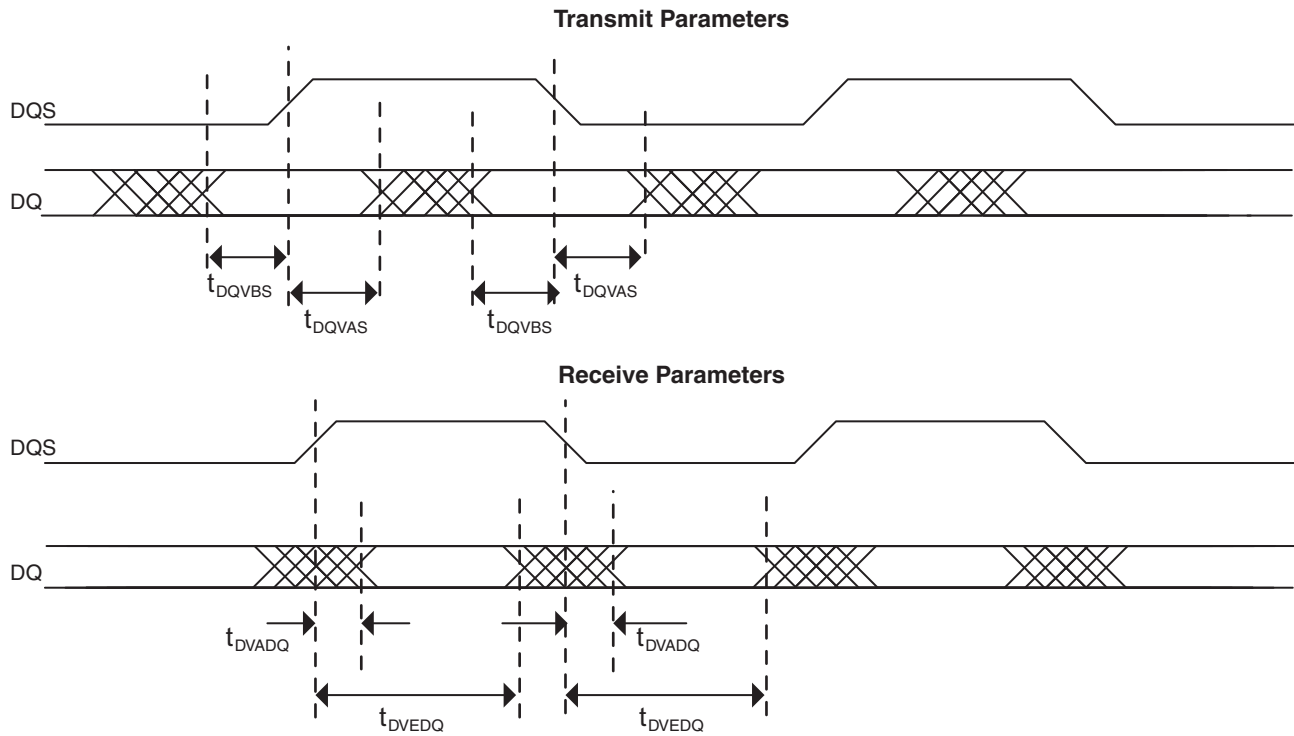 Transmit Parameters
DQS
DQ
tDQVBS
tDQVAS
tDQVAS
tDQVBS
Receive Parameters
DQS
DQ
tDVADQ
tDVADQ
tDVEDQ
tDVEDQ